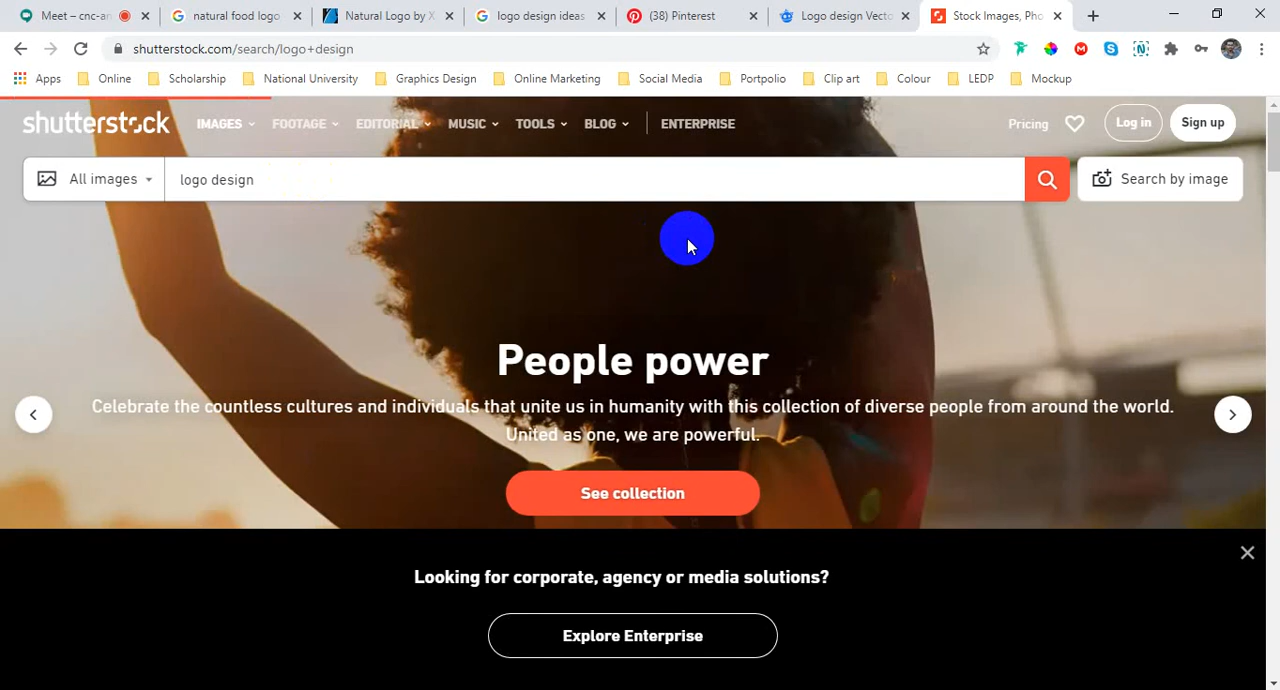 Meet – cnc-an
natural food logo
Natural Logo by X
logo design ideas
(38) Pinterest
Logo design Vecto
Stock Images, Pho
shutterstock.com/search/logo+design
Apps Online Scholarship National University Graphics Design Online Marketing Social Media Portpolio Clip art Colour LEDP Mockup
shutterstock IMAGES FOOTAGE EDITORIAL MUSIC TOOLS BLOG ENTERPRISE Pricing Log in Sign up
All images logo design Search by image
People power
Celebrate the countless cultures and individuals that unite us in humanity with this collection of diverse people from around the world.
United as one, we are powerful.
See collection
Looking for corporate, agency or media solutions?
Explore Enterprise